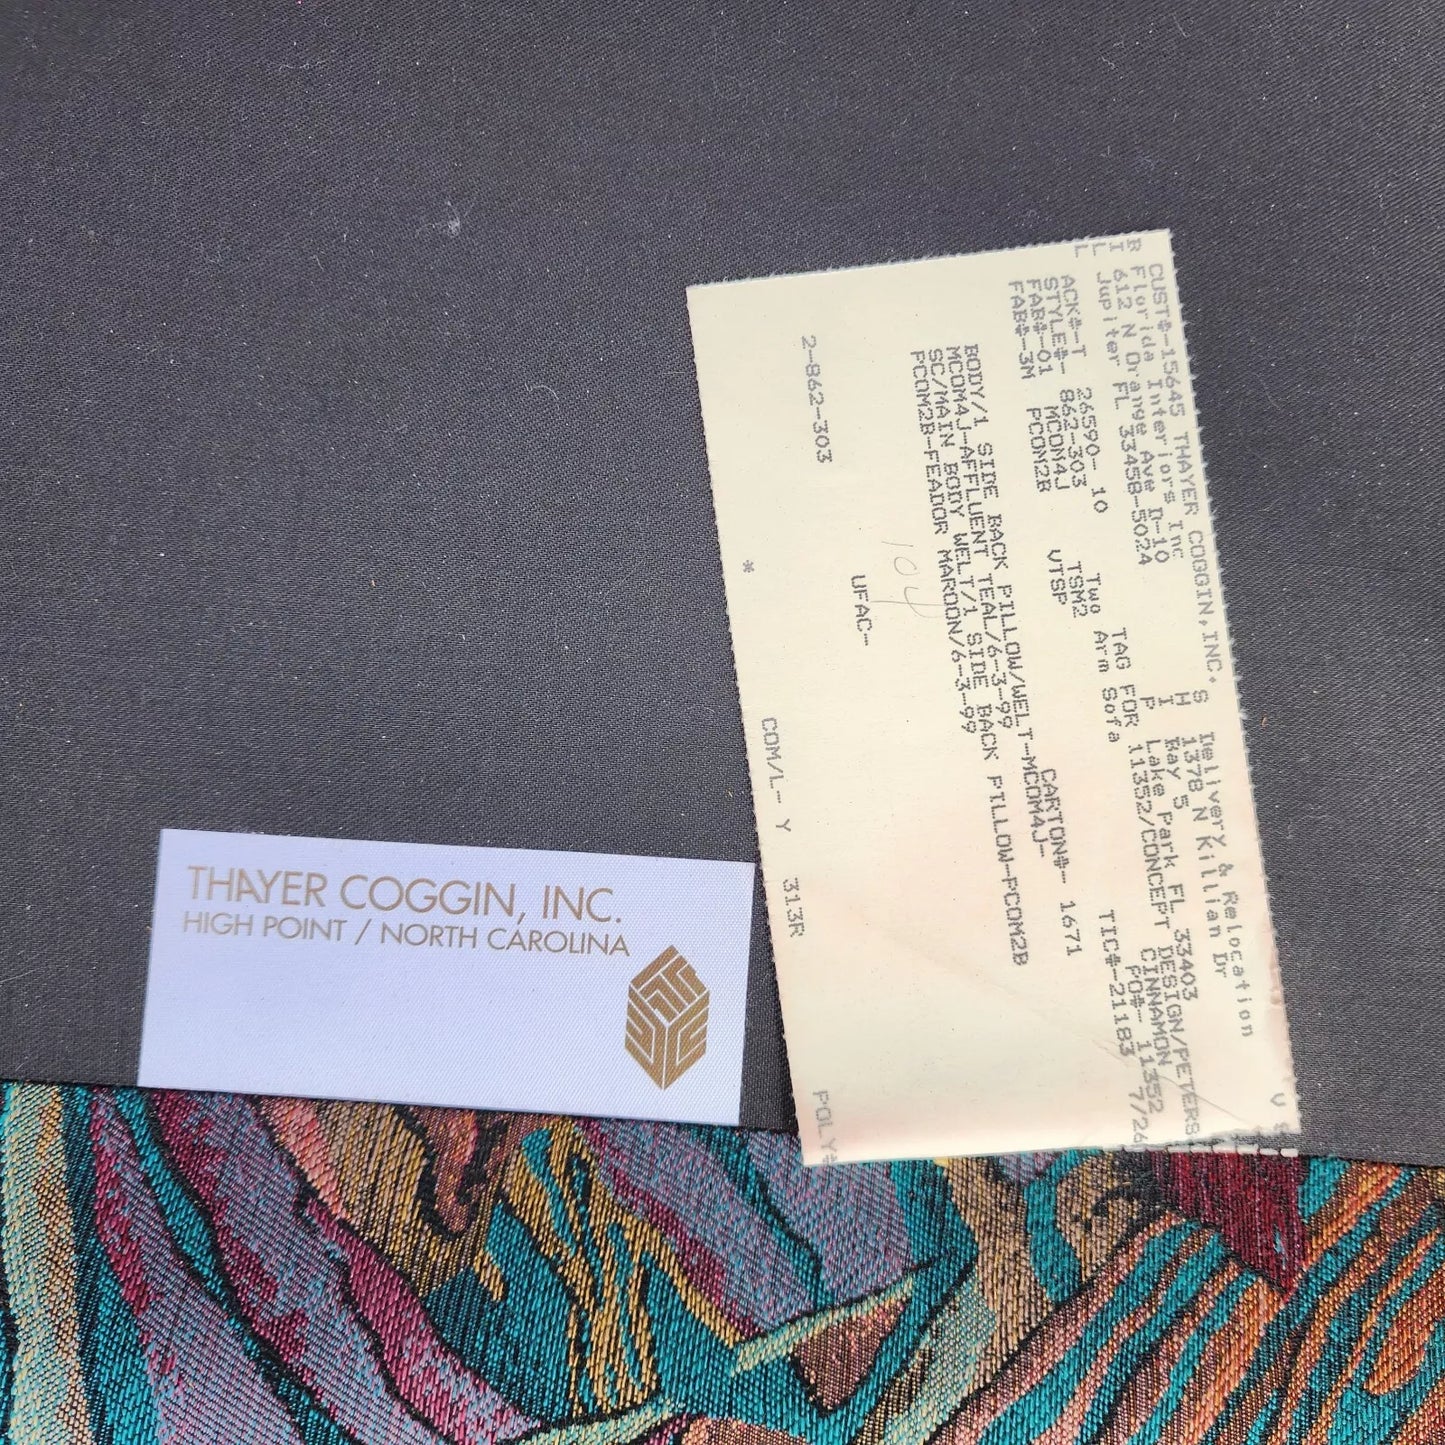 THAYER COGGIN, INC.
HIGH POINT / NORTH CAROLINA
CUST#-15645 THAYER COGGIN,INC.
B Florida Interiors Inc
I 612 N Orange Ave D-10
L Jupiter FL 33458-5024
L
S Delivery & Relocation
H 1378 N Killian Dr
I Bay 5
P Lake Park FL 33403
TAG FOR 11352/CONCEPT DESIGN/PETERS
CINNAMON
PO#- 11352
ACK#-T 26590- 10 Two Arm Sofa TIC#-21183 7/26
STYLE#- 862-303 TSM2
FAB#-01 MCOM4J VTSP
FAB#-3M PCOM2B
CARTON#- 1671
BODY/1 SIDE BACK PILLOW/WELT-MCOM4J-
MCOM4J-AFFLUENT TEAL/6-3-99
SC/MAIN BODY WELT/1 SIDE BACK PILLOW-PCOM2B
PCOM2B-FEADOR MAROON/6-3-99
104
UFAC-
2-862-303
COM/L- Y 313R POLY#
*